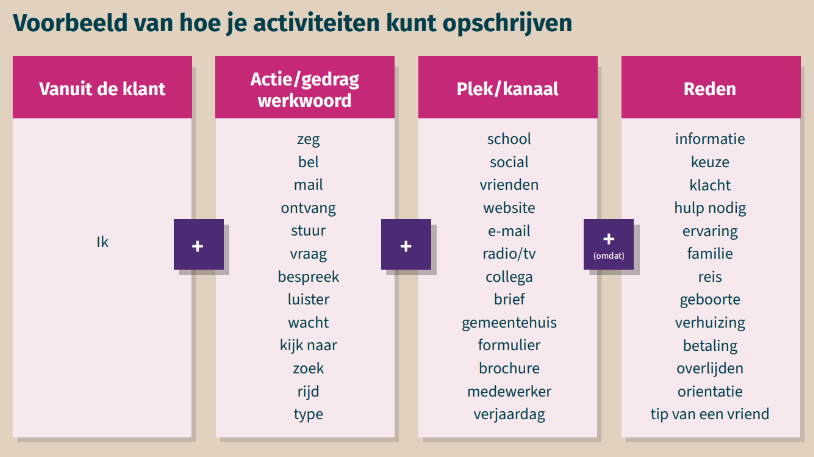 Voorbeeld van hoe je activiteiten kunt opschrijven
Vanuit de klant
Ik
+
Actie/gedrag
werkwoord
zeg
bel
mail
ontvang
stuur
vraag
bespreek
luister
wacht
kijk naar
zoek
rijd
type
+
Plek/kanaal
school
social
vrienden
website
e-mail
radio/tv
collega
brief
gemeentehuis
formulier
brochure
medewerker
verjaardag
+
(omdat)
Reden
informatie
keuze
klacht
hulp nodig
ervaring
familie
reis
geboorte
verhuizing
betaling
overlijden
orientatie
tip van een vriend